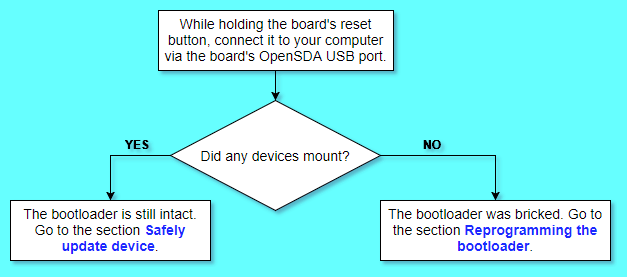 While holding the board's reset
button, connect it to your computer
via the board's OpenSDA USB port.
Did any devices mount?
YES
NO
The bootloader is still intact.
Go to the section Safely
update device.
The bootloader was bricked. Go to
the section Reprogramming the
bootloader.